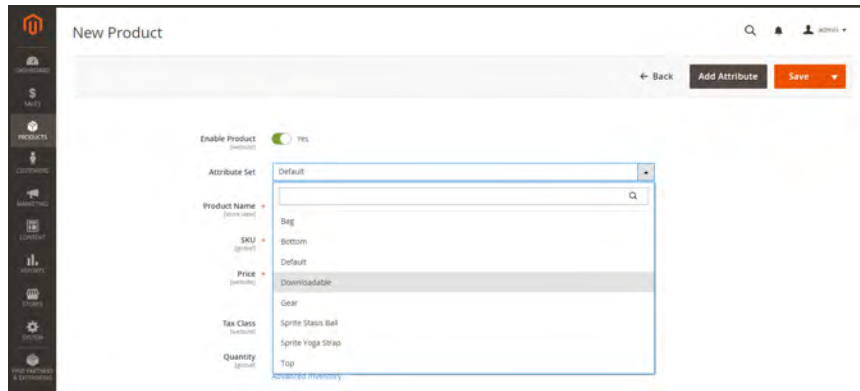 New Product
admin
← Back
Add Attribute
Save
DASHBOARD
$
SALES
PRODUCTS
CUSTOMERS
MARKETING
CONTENT
REPORTS
STORES
SYSTEM
FIND PARTNERS
& EXTENSIONS
Enable Product
[website]
Yes
Attribute Set
Default
Product Name *
[store view]
SKU *
[global]
Price *
[website]
Tax Class
[website]
Quantity
[global]
Bag
Bottom
Default
Downloadable
Gear
Sprite Stasis Ball
Sprite Yoga Strap
Top
Advanced Inventory